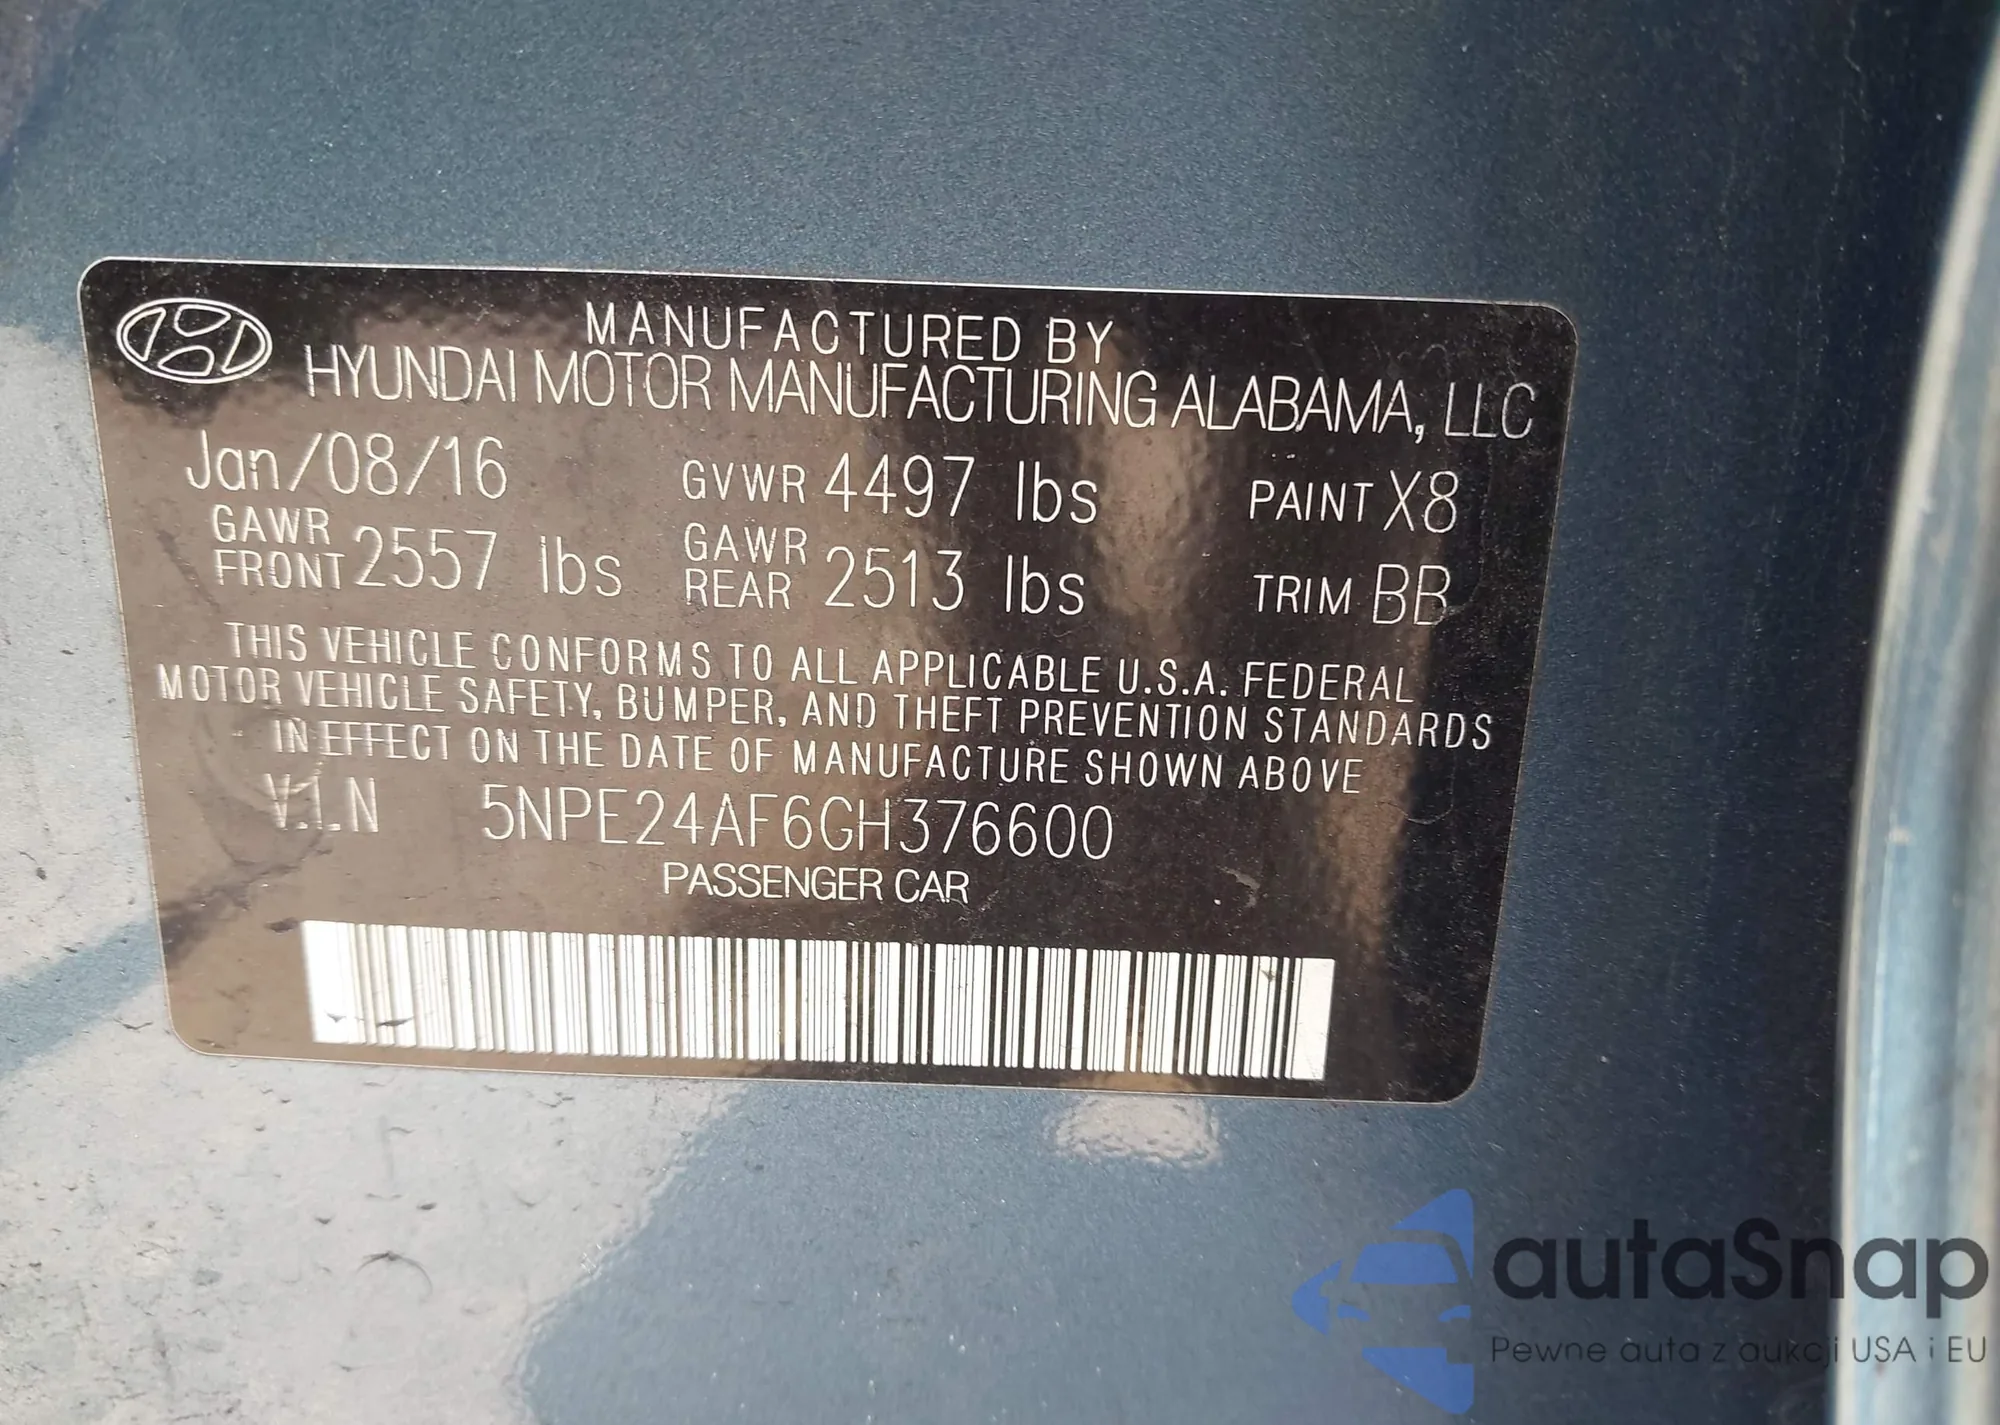 MANUFACTURED BY
HYUNDAI MOTOR MANUFACTURING ALABAMA, LLC
Jan/08/16 GVWR 4497 lbs PAINT X8
GAWR FRONT 2557 lbs GAWR REAR 2513 lbs TRIM BB
THIS VEHICLE CONFORMS TO ALL APPLICABLE U.S.A. FEDERAL
MOTOR VEHICLE SAFETY, BUMPER, AND THEFT PREVENTION STANDARDS
IN EFFECT ON THE DATE OF MANUFACTURE SHOWN ABOVE
V.I.N 5NPE24AF6GH376600
PASSENGER CAR
autaSnap
Pewne auta z aukcji USA i EU